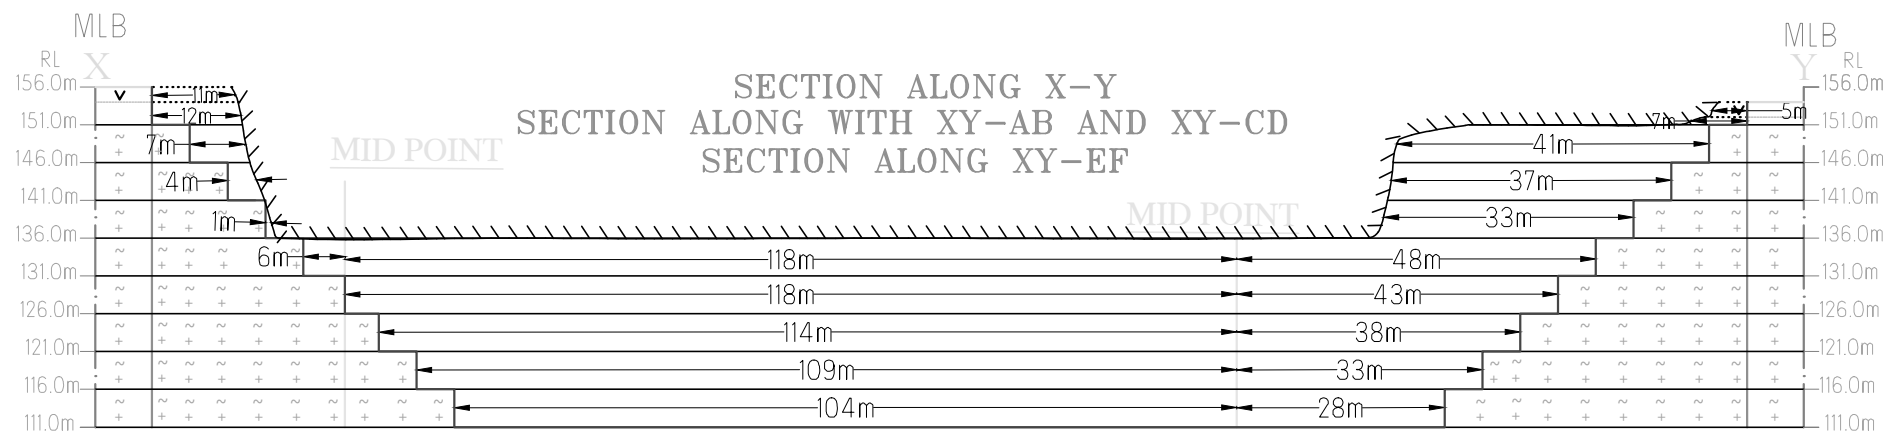 MLB
MLB
RL X
Y RL
156.0m 11m SECTION ALONG X-Y 156.0m
12m 5m
151.0m SECTION ALONG WITH XY-AB AND XY-CD 7m 151.0m
7m MID POINT 41m
146.0m SECTION ALONG XY-EF 146.0m
4m 37m
141.0m 141.0m
1m MID POINT 33m
136.0m 136.0m
6m 118m 48m
131.0m 131.0m
118m 43m
126.0m 126.0m
114m 38m
121.0m 121.0m
109m 33m
116.0m 116.0m
104m 28m
111.0m 111.0m